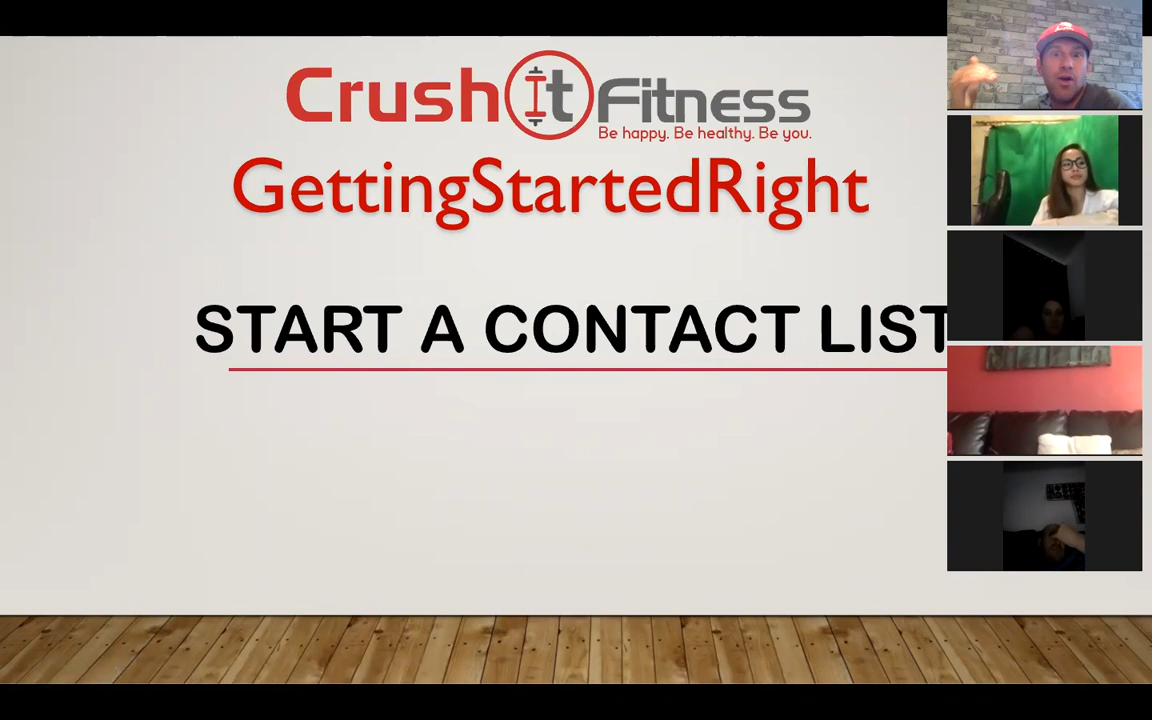 Crush It Fitness
Be happy. Be healthy. Be you.
GettingStartedRight
START A CONTACT LIST